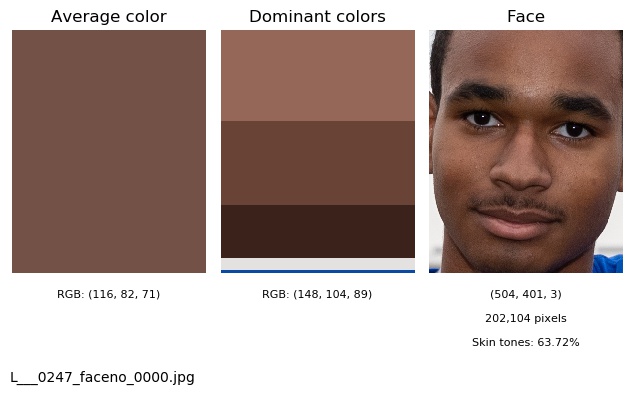 Average color
Dominant colors
Face
RGB: (116, 82, 71)
RGB: (148, 104, 89)
(504, 401, 3)
202,104 pixels
Skin tones: 63.72%
L___0247_faceno_0000.jpg